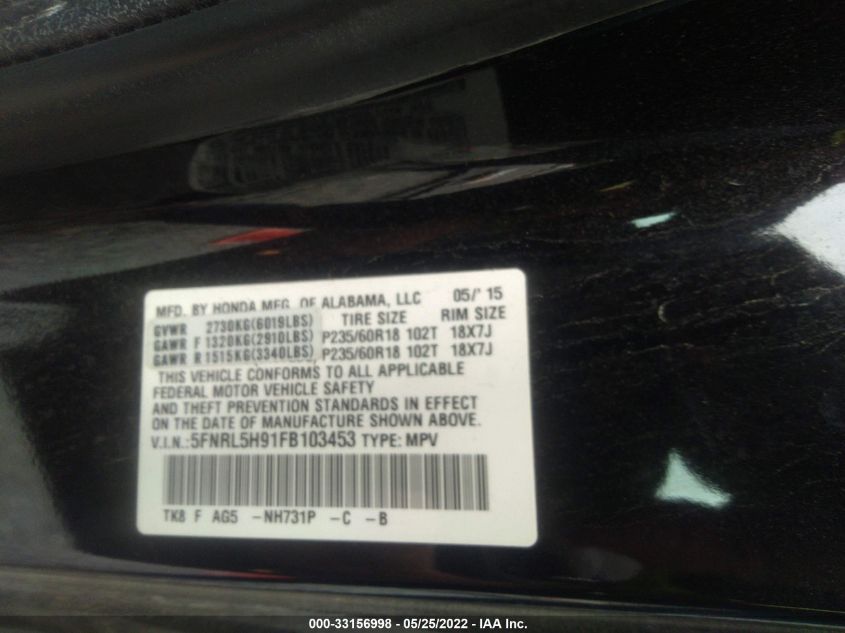 MFD. BY HONDA MFG. OF ALABAMA, LLC 05/'15
GVWR 2730KG(6019LBS) TIRE SIZE RIM SIZE
GAWR F 1320KG(2910LBS) P235/60R18 102T 18X7J
GAWR R 1515KG(3340LBS) P235/60R18 102T 18X7J
THIS VEHICLE CONFORMS TO ALL APPLICABLE
FEDERAL MOTOR VEHICLE SAFETY
AND THEFT PREVENTION STANDARDS IN EFFECT
ON THE DATE OF MANUFACTURE SHOWN ABOVE.
V.I.N.:5FNRL5H91FB103453 TYPE: MPV
TK8 F AG5 -NH731P -C -B
000-33156998 - 05/25/2022 - IAA Inc.